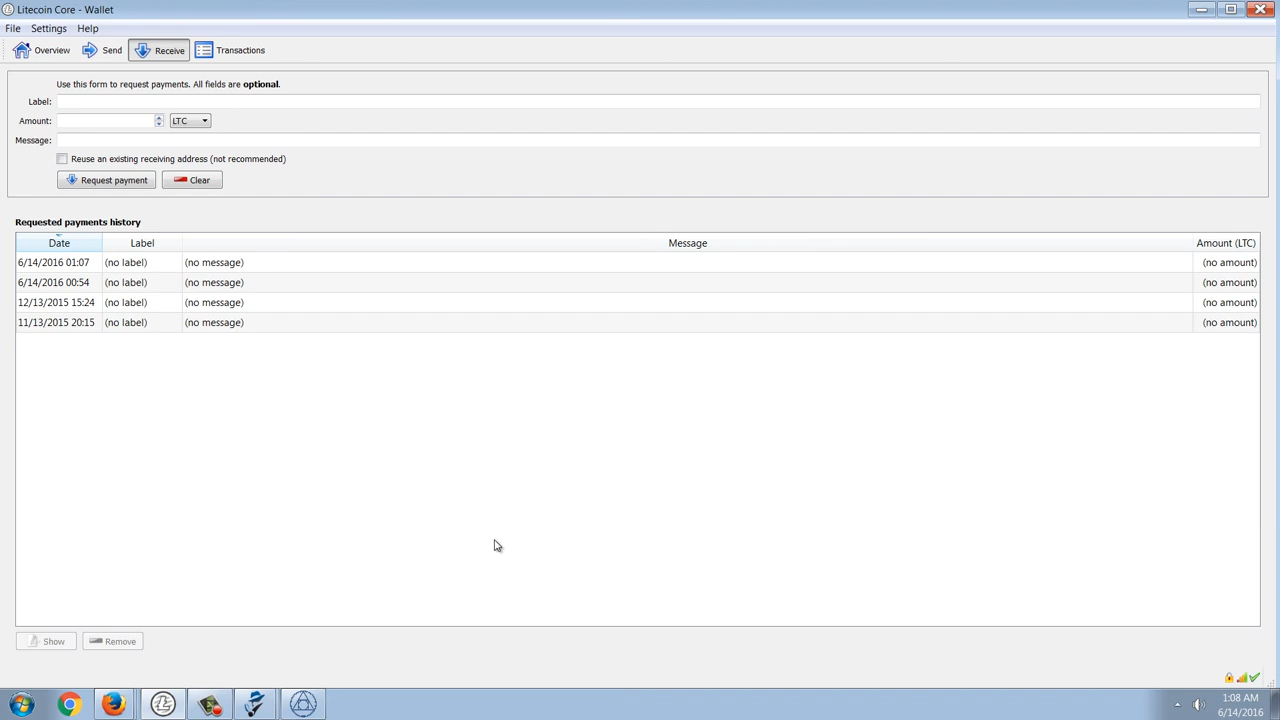 Litecoin Core - Wallet
File Settings Help
Overview Send Receive Transactions
Use this form to request payments. All fields are optional.
Label:
Amount: LTC
Message:
Reuse an existing receiving address (not recommended)
Request payment Clear
Requested payments history
Date Label Message Amount (LTC)
6/14/2016 01:07 (no label) (no message) (no amount)
6/14/2016 00:54 (no label) (no message) (no amount)
12/13/2015 15:24 (no label) (no message) (no amount)
11/13/2015 20:15 (no label) (no message) (no amount)
Show Remove
1:08 AM
6/14/2016